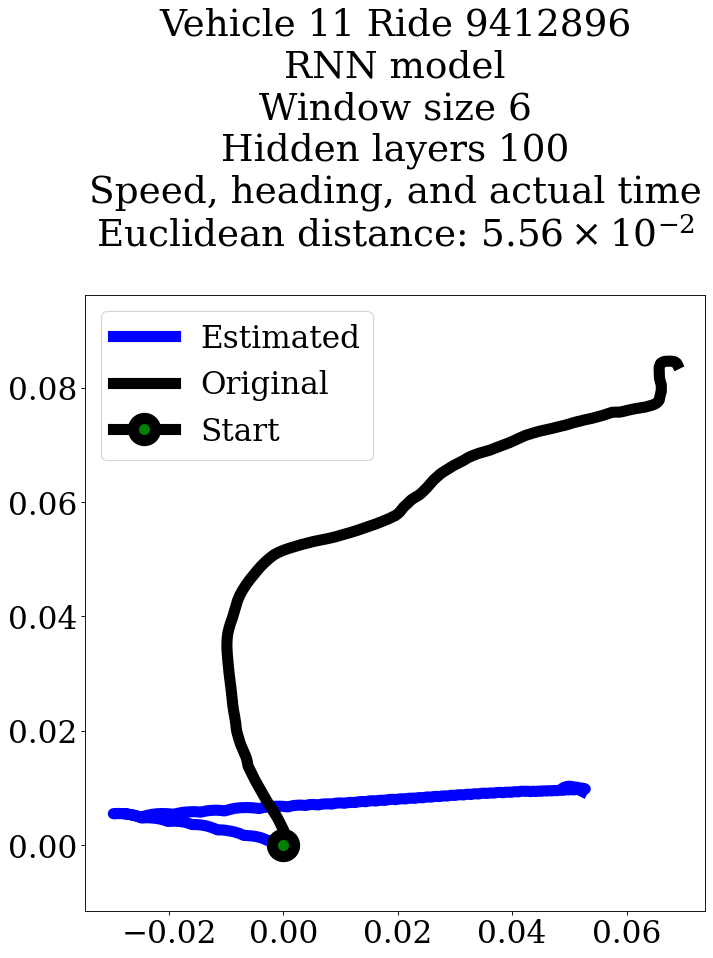 Vehicle 11 Ride 9412896
RNN model
Window size 6
Hidden layers 100
Speed, heading, and actual time
Euclidean distance: 5.56 × 10⁻²
Estimated
Original
Start
0.08
0.06
0.04
0.02
0.00
−0.02 0.00 0.02 0.04 0.06